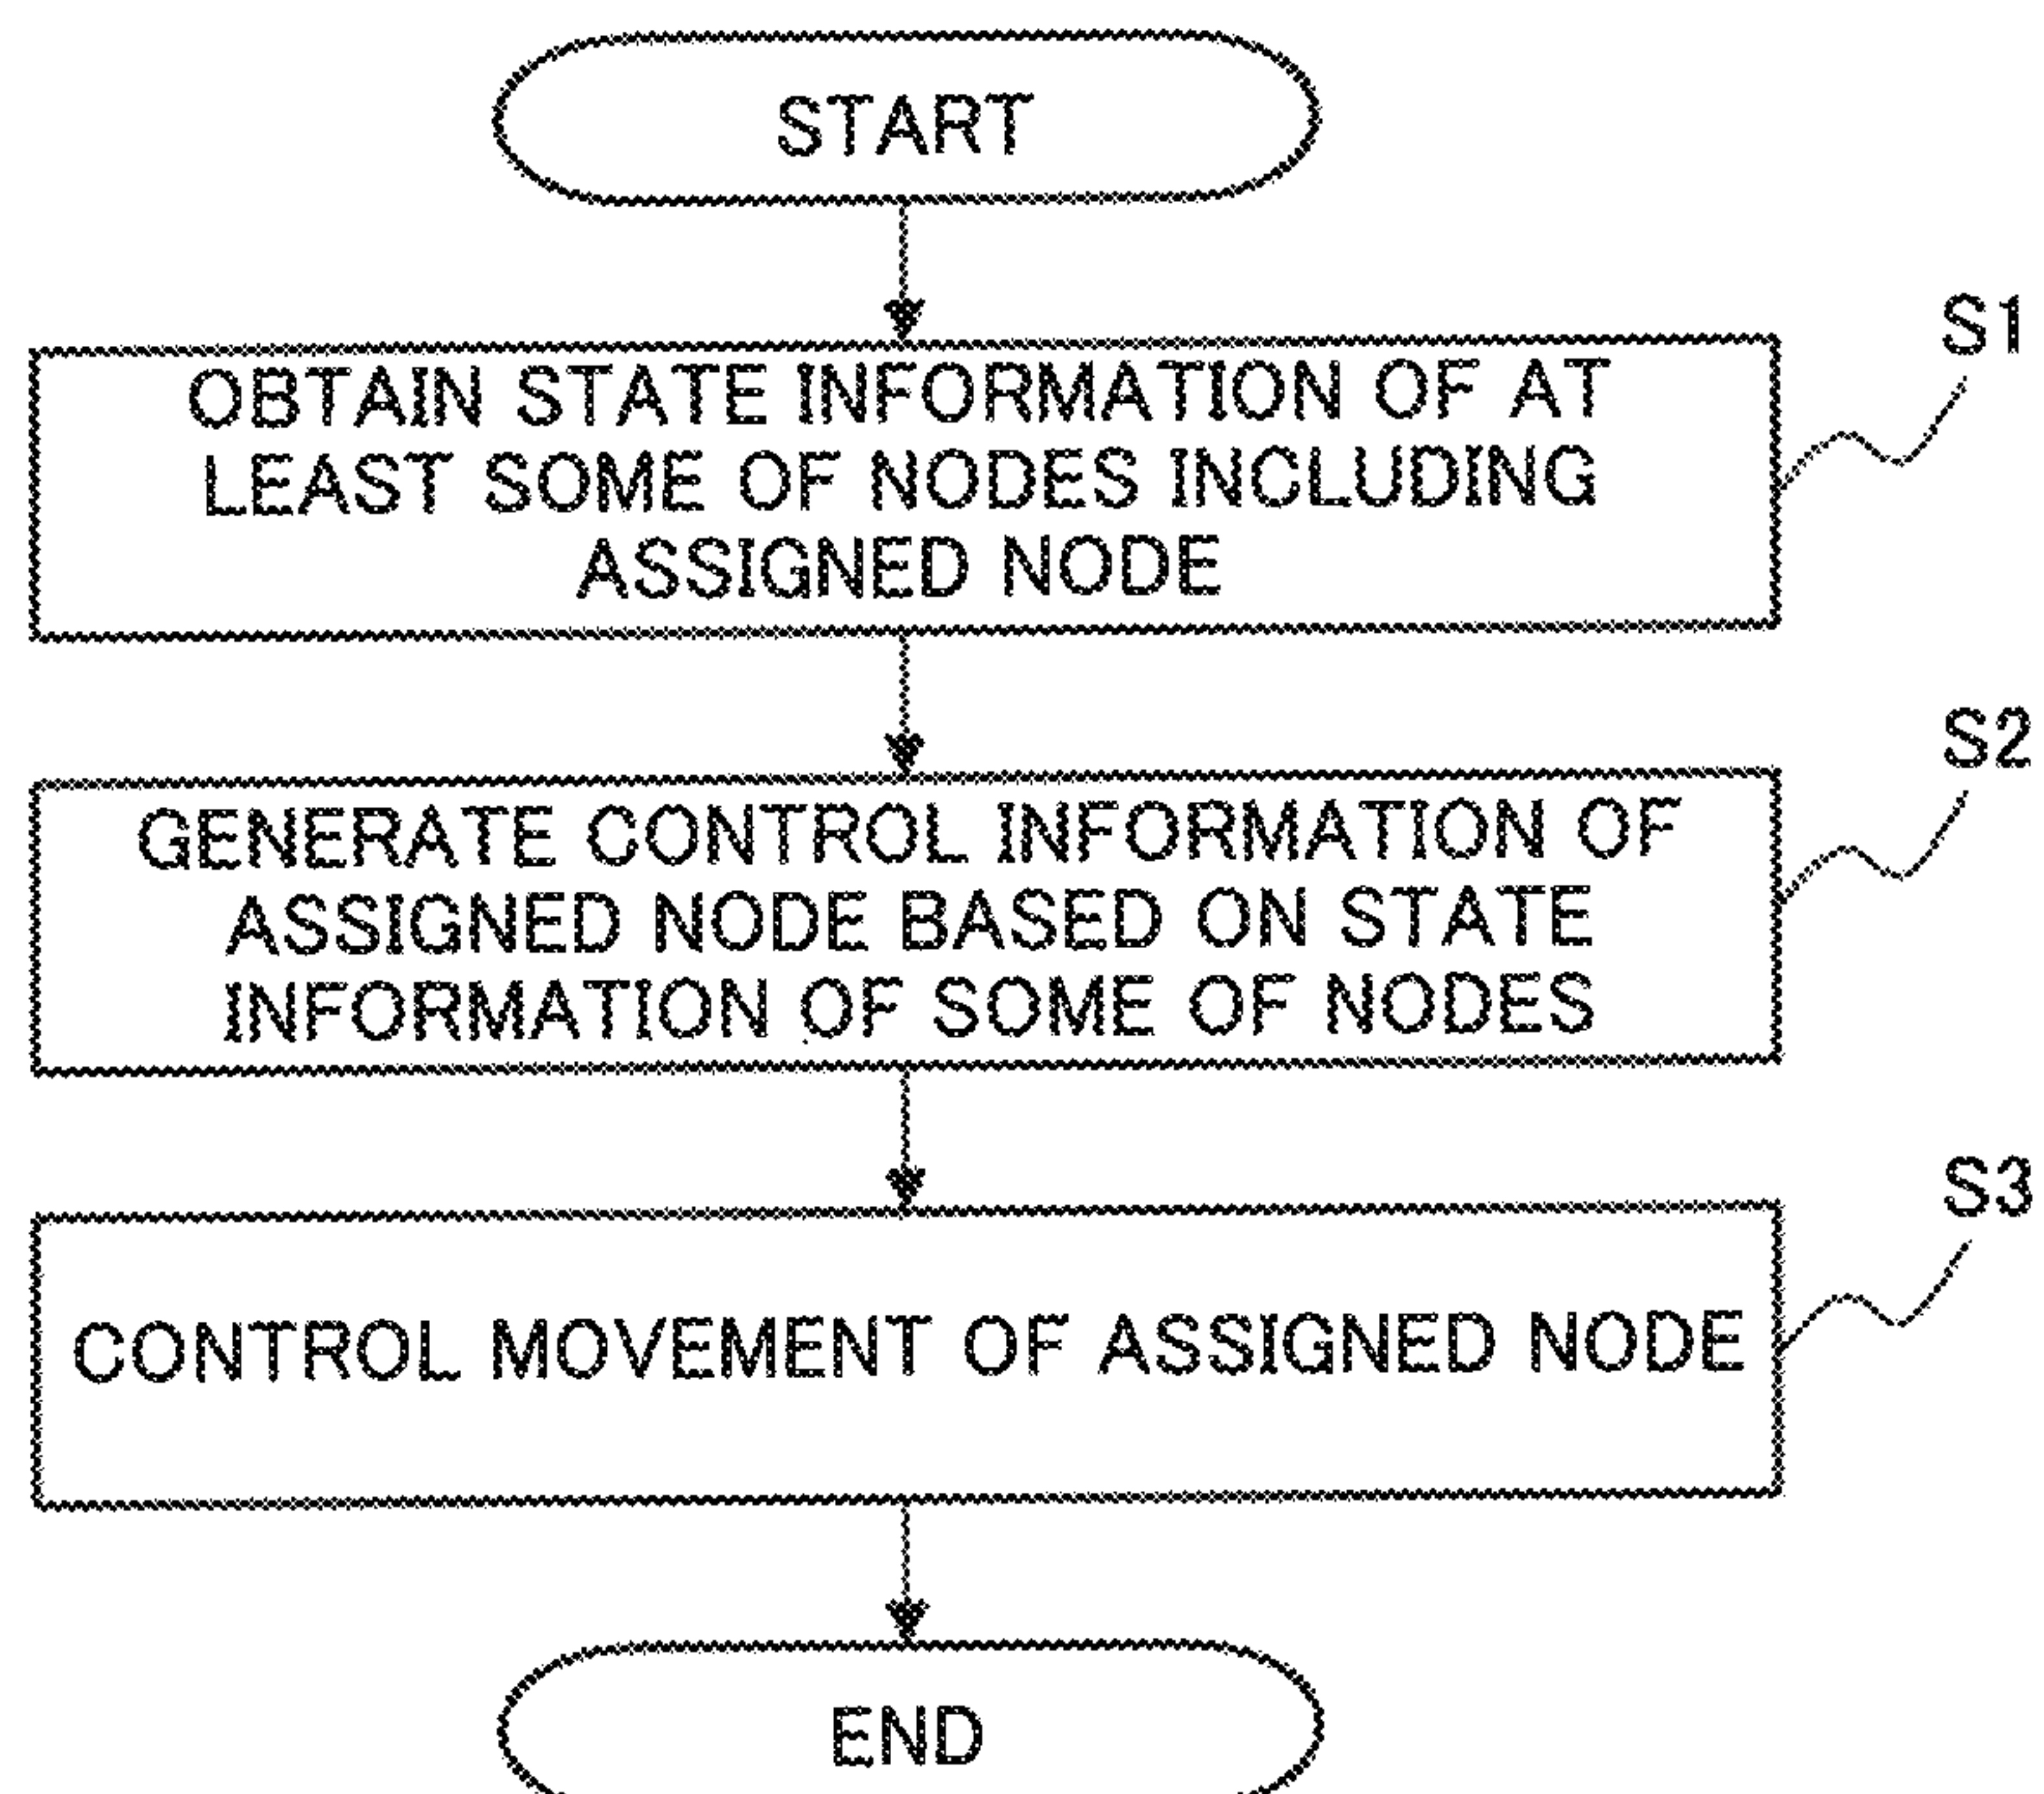 START
S1
OBTAIN STATE INFORMATION OF AT
LEAST SOME OF NODES INCLUDING
ASSIGNED NODE
S2
GENERATE CONTROL INFORMATION OF
ASSIGNED NODE BASED ON STATE
INFORMATION OF SOME OF NODES
S3
CONTROL MOVEMENT OF ASSIGNED NODE
END